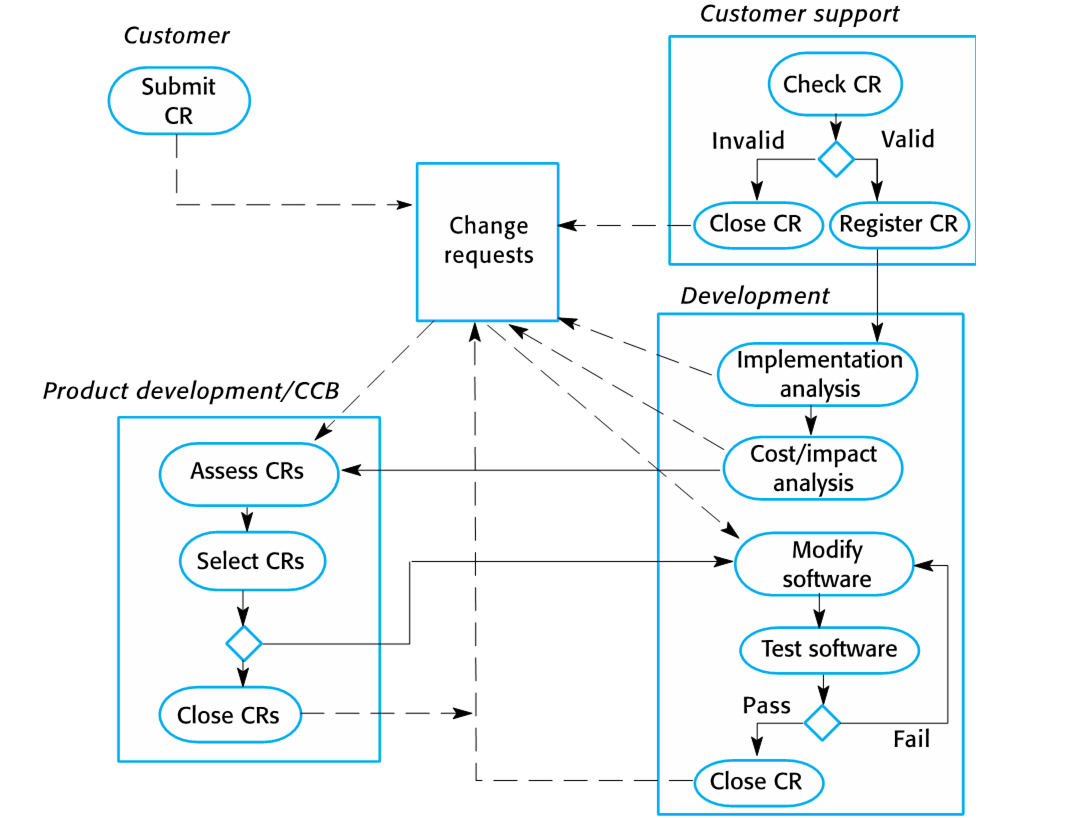 Customer
Submit
CR
Customer support
Check CR
Invalid
Valid
Close CR
Register CR
Change
requests
Development
Implementation
analysis
Cost/impact
analysis
Modify
software
Test software
Pass
Fail
Close CR
Product development/CCB
Assess CRs
Select CRs
Close CRs